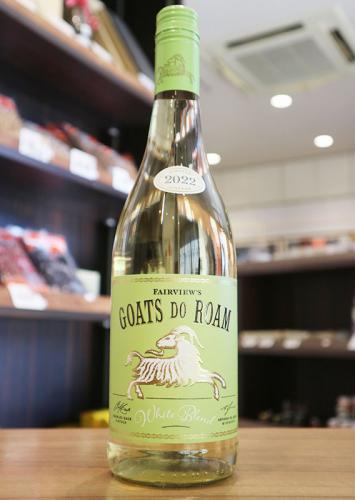 2022
FAIRVIEW'S
GOATS DO ROAM
White Blend